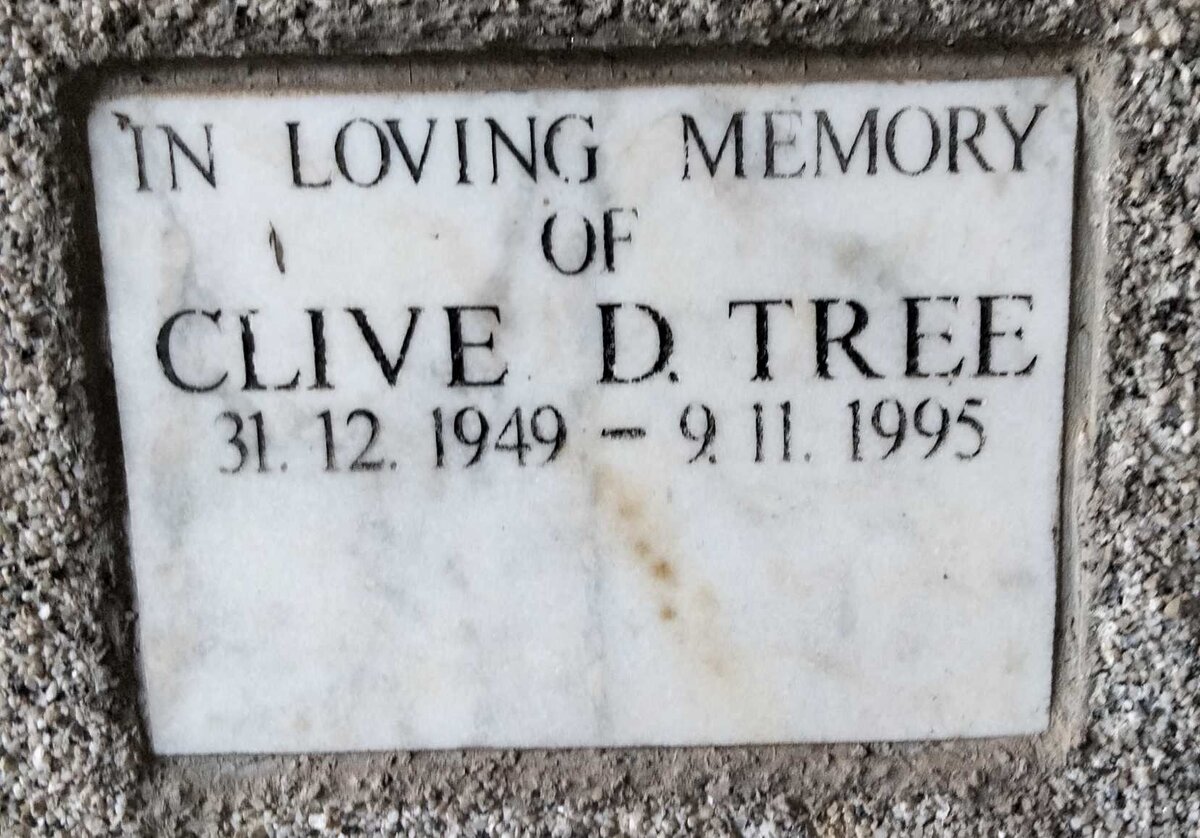 IN LOVING MEMORY
OF
CLIVE D. TREE
31. 12. 1949 – 9. 11. 1995